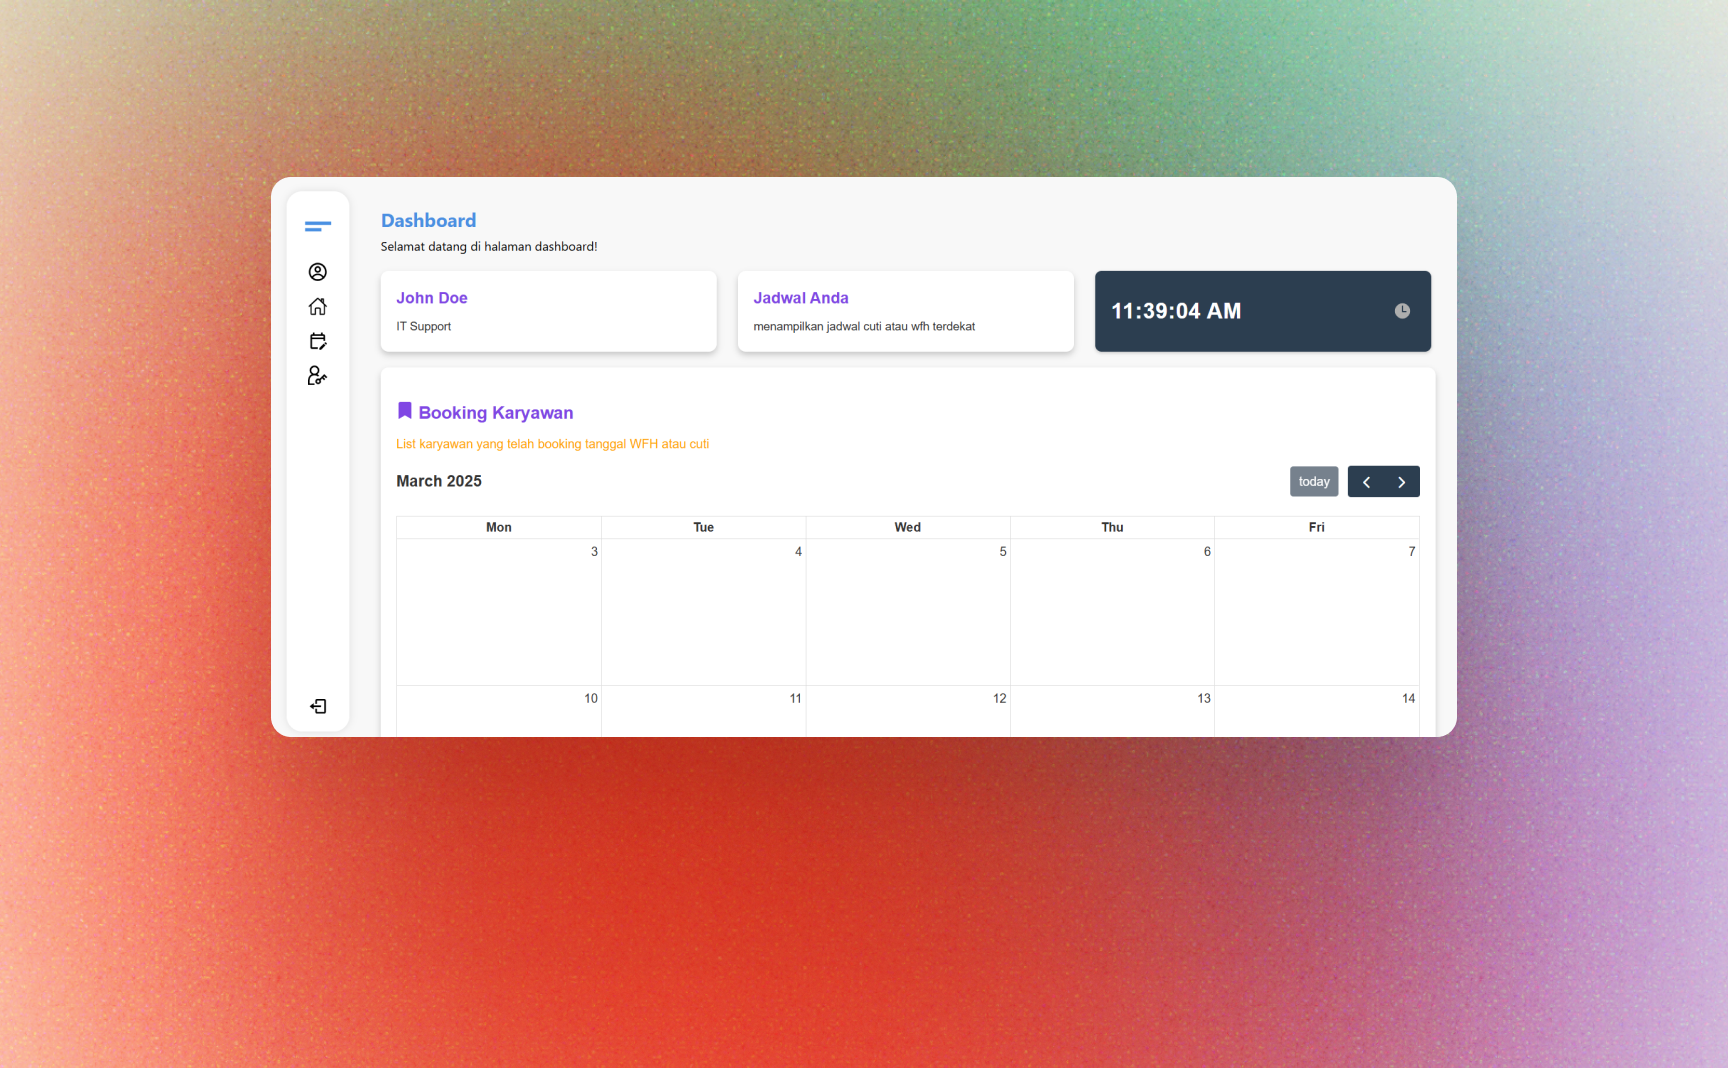 Dashboard
Selamat datang di halaman dashboard!
John Doe
IT Support
Jadwal Anda
menampilkan jadwal cuti atau wfh terdekat
11:39:04 AM
Booking Karyawan
List karyawan yang telah booking tanggal WFH atau cuti
March 2025
today
Mon Tue Wed Thu Fri
3 4 5 6 7
10 11 12 13 14